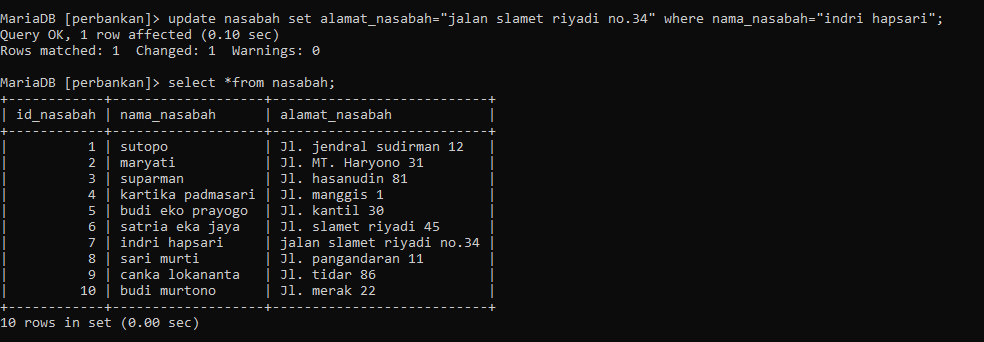 MariaDB [perbankan]> update nasabah set alamat_nasabah="jalan slamet riyadi no.34" where nama_nasabah="indri hapsari";
Query OK, 1 row affected (0.10 sec)
Rows matched: 1  Changed: 1  Warnings: 0

MariaDB [perbankan]> select *from nasabah;
+------------+-------------------+---------------------------+
| id_nasabah | nama_nasabah      | alamat_nasabah            |
+------------+-------------------+---------------------------+
|          1 | sutopo            | Jl. jendral sudirman 12   |
|          2 | maryati           | Jl. MT. Haryono 31        |
|          3 | suparman          | Jl. hasanudin 81          |
|          4 | kartika padmasari | Jl. manggis 1             |
|          5 | budi eko prayogo  | Jl. kantil 30             |
|          6 | satria eka jaya   | Jl. slamet riyadi 45      |
|          7 | indri hapsari     | jalan slamet riyadi no.34 |
|          8 | sari murti        | Jl. pangandaran 11        |
|          9 | canka lokananta   | Jl. tidar 86              |
|         10 | budi murtono      | Jl. merak 22              |
+------------+-------------------+---------------------------+
10 rows in set (0.00 sec)